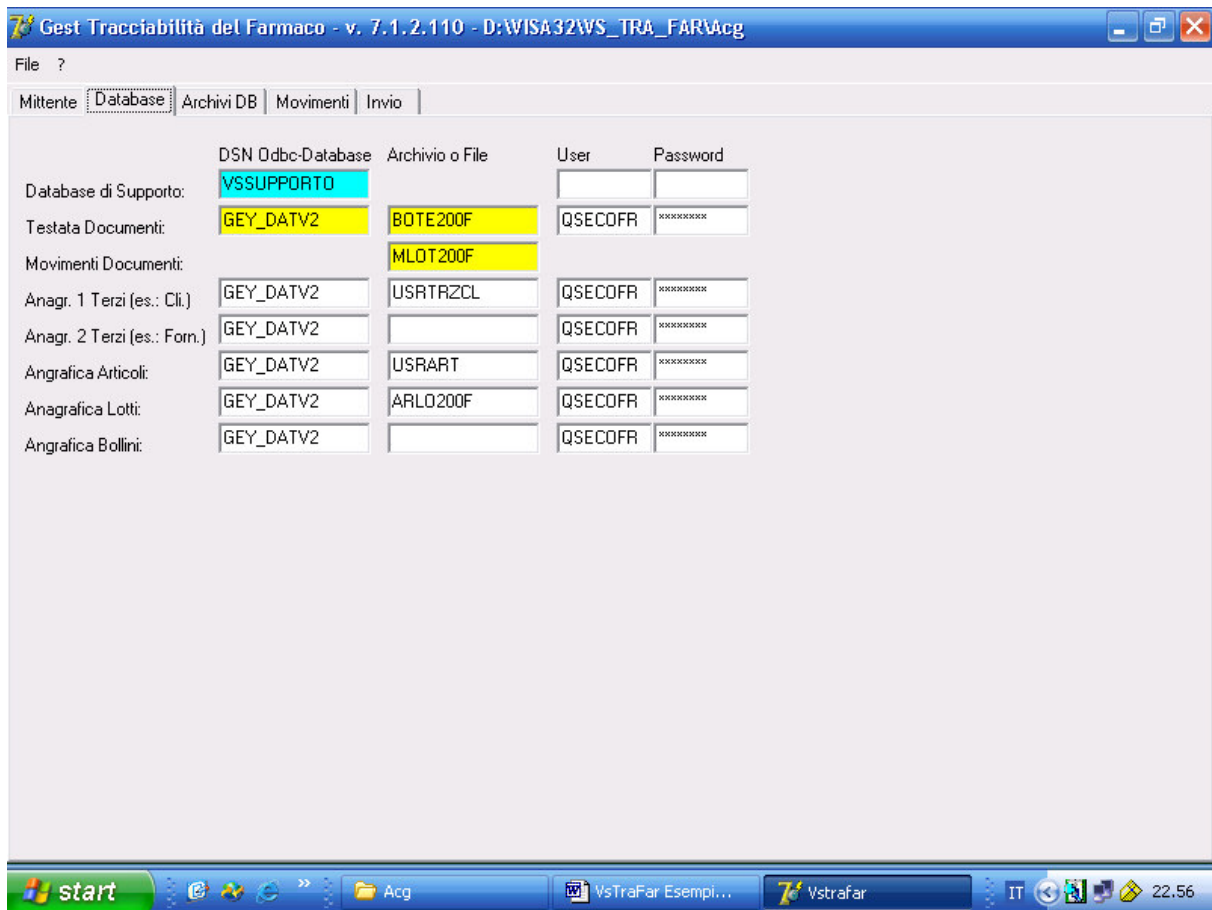 Gest Tracciabilità del Farmaco - v. 7.1.2.110 - D:\VISA32\VS_TRA_FAR\Acg
File ?
Mittente Database Archivi DB Movimenti Invio
DSN Odbc-Database Archivio o File User Password
Database di Supporto: VSSUPPORTO
Testata Documenti: GEY_DATV2 BOTE200F QSECOFR ********
Movimenti Documenti: MLOT200F
Anagr. 1 Terzi (es.: Cli.) GEY_DATV2 USRTRZCL QSECOFR ********
Anagr. 2 Terzi (es.: Forn.) GEY_DATV2 QSECOFR ********
Angrafica Articoli: GEY_DATV2 USRART QSECOFR ********
Anagrafica Lotti: GEY_DATV2 ARLO200F QSECOFR ********
Angrafica Bollini: GEY_DATV2 QSECOFR ********
start » Acg VsTraFar Esempi... Vstrafar IT 22.56